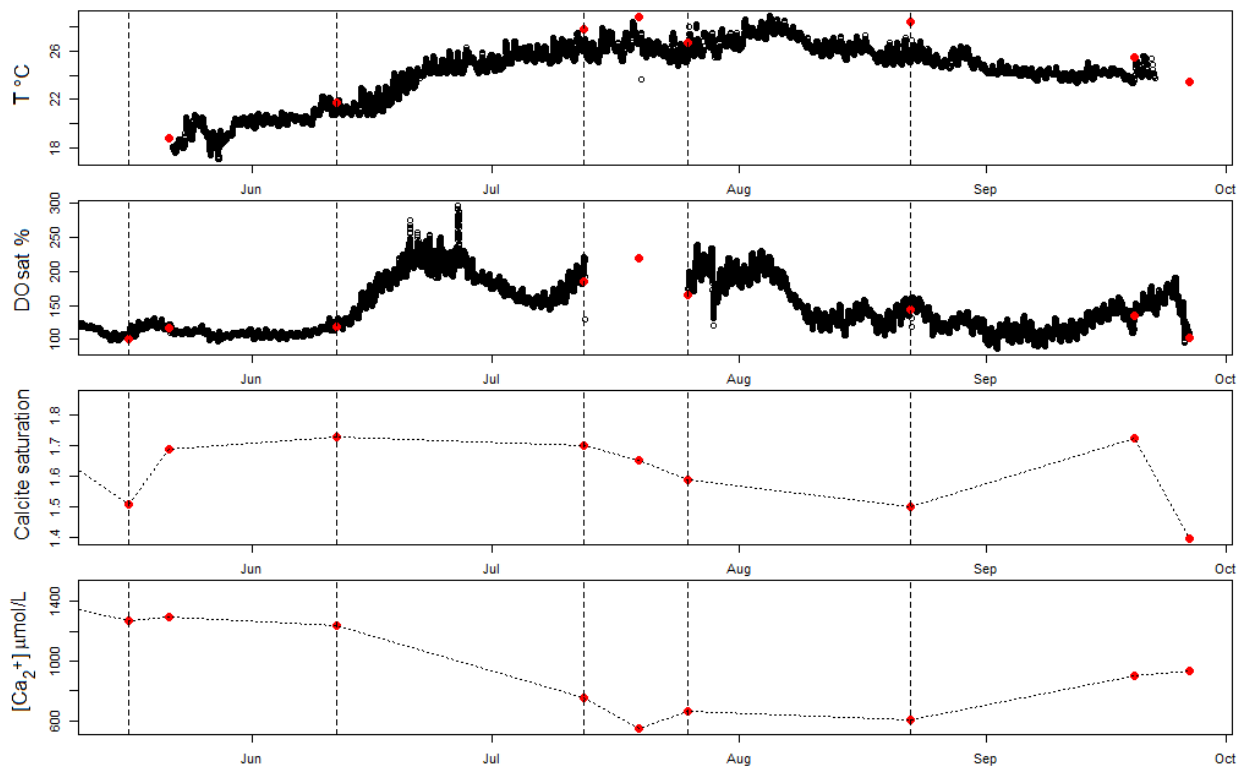 T °C
18
22
26
Jun
Jul
Aug
Sep
Oct
DOsat %
100
150
200
250
300
Jun
Jul
Aug
Sep
Oct
Calcite saturation
1.4
1.5
1.6
1.7
1.8
Jun
Jul
Aug
Sep
Oct
[Ca₂⁺] µmol/L
600
1000
1400
Jun
Jul
Aug
Sep
Oct